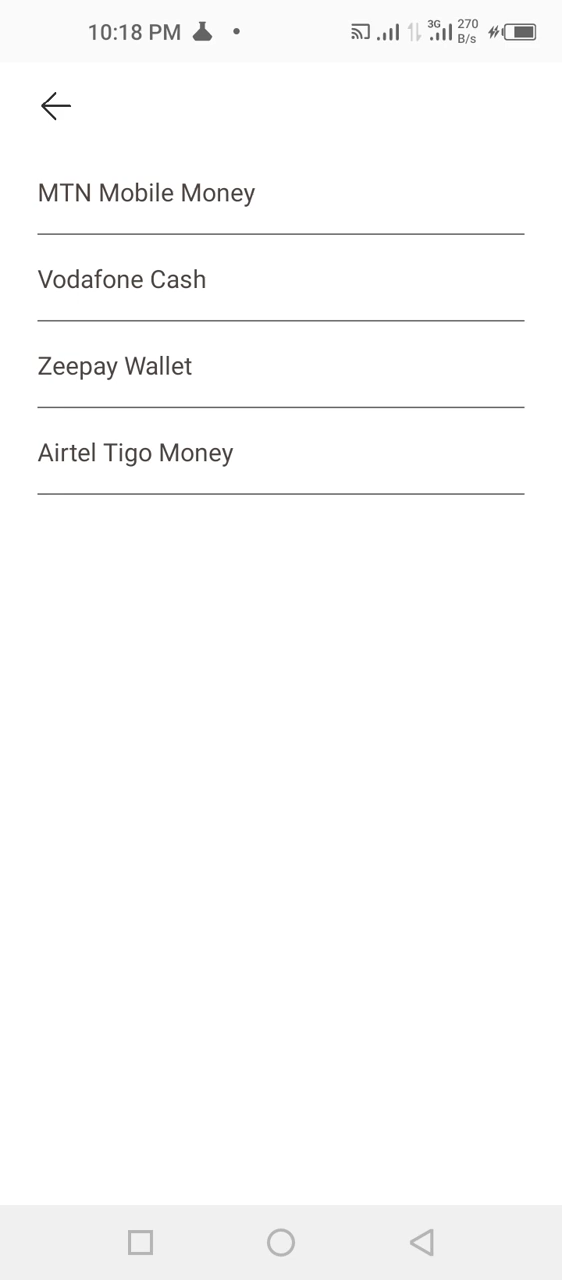 10:18 PM
3G
270
B/s
MTN Mobile Money
Vodafone Cash
Zeepay Wallet
Airtel Tigo Money